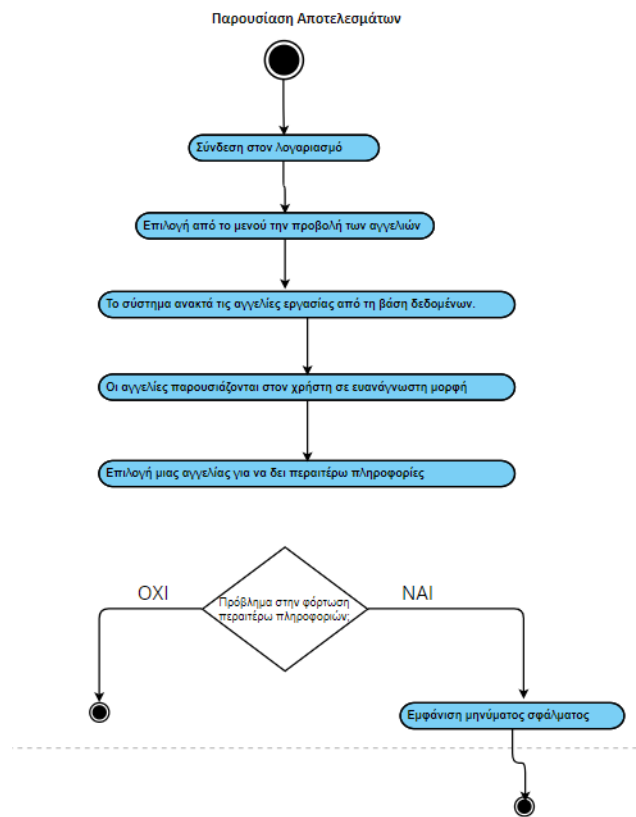 Παρουσίαση Αποτελεσμάτων
Σύνδεση στον λογαριασμό
Επιλογή από το μενού την προβολή των αγγελιών
Το σύστημα ανακτά τις αγγελίες εργασίας από τη βάση δεδομένων.
Οι αγγελίες παρουσιάζονται στον χρήστη σε ευανάγνωστη μορφή
Επιλογή μιας αγγελίας για να δει περαιτέρω πληροφορίες
ΟΧΙ
ΝΑΙ
Πρόβλημα στην φόρτωση
περαιτέρω πληροφοριών;
Εμφάνιση μηνύματος σφάλματος